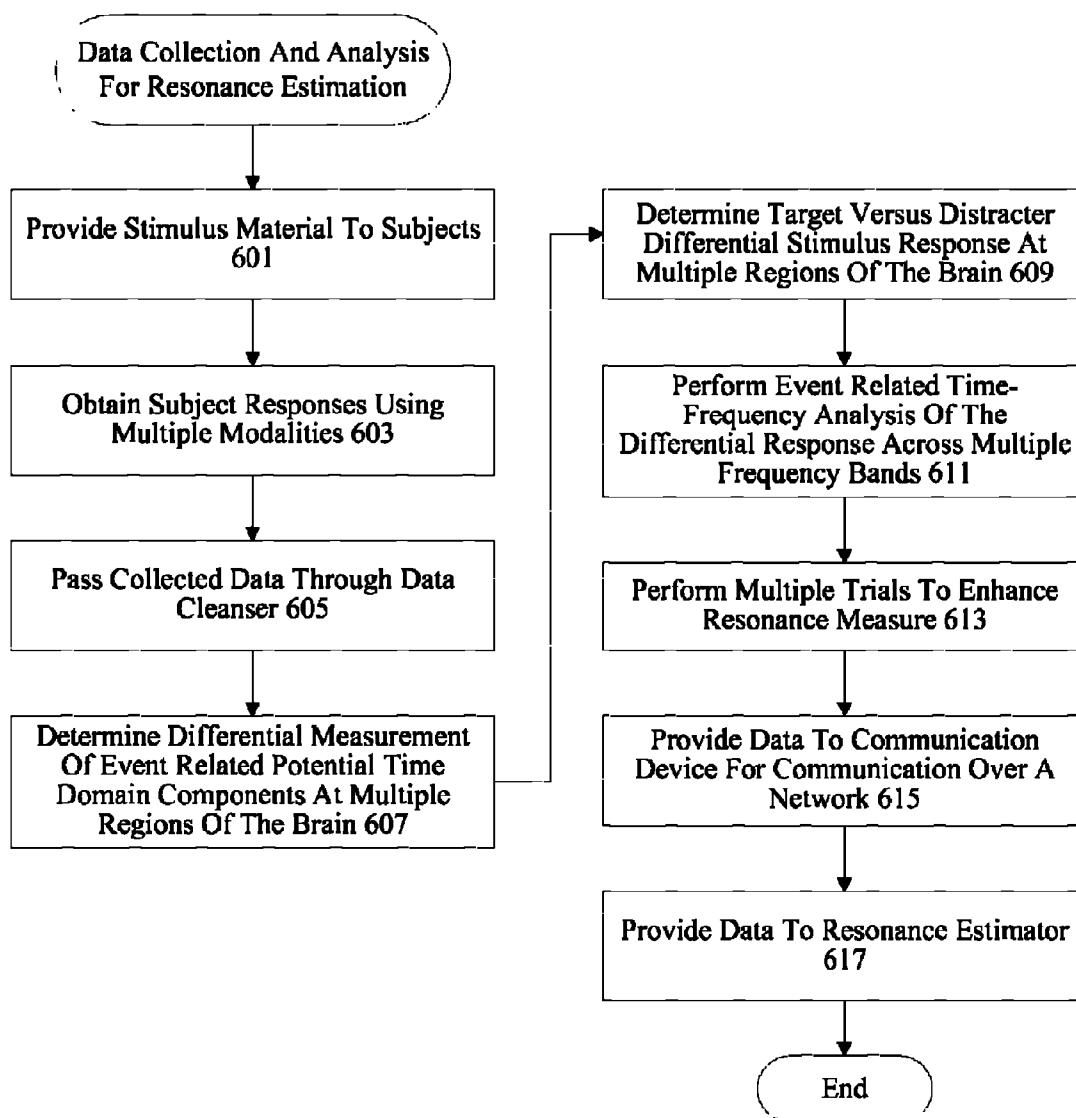 Data Collection And Analysis
For Resonance Estimation
Provide Stimulus Material To Subjects
601
Obtain Subject Responses Using
Multiple Modalities 603
Pass Collected Data Through Data
Cleanser 605
Determine Differential Measurement
Of Event Related Potential Time
Domain Components At Multiple
Regions Of The Brain 607
Determine Target Versus Distracter
Differential Stimulus Response At
Multiple Regions Of The Brain 609
Perform Event Related Time-
Frequency Analysis Of The
Differential Response Across Multiple
Frequency Bands 611
Perform Multiple Trials To Enhance
Resonance Measure 613
Provide Data To Communication
Device For Communication Over A
Network 615
Provide Data To Resonance Estimator
617
End